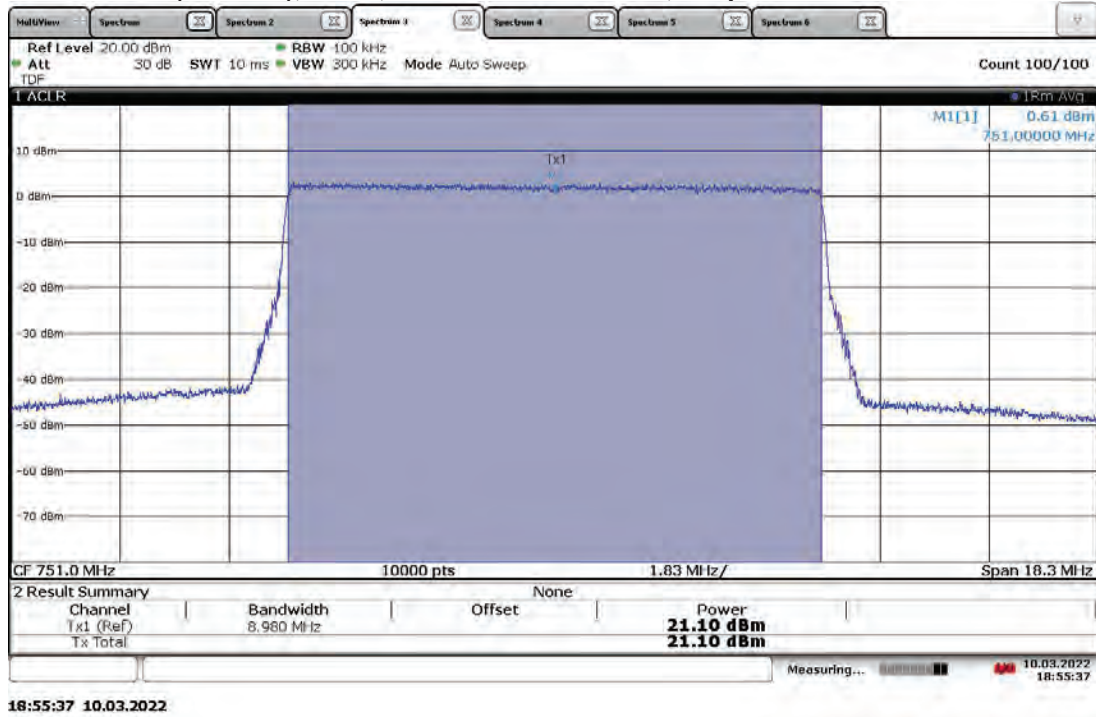 MultiView Spectrum Spectrum 2 Spectrum 3 Spectrum 4 Spectrum 5 Spectrum 6
Ref Level 20.00 dBm RBW 100 kHz
Att 30 dB SWT 10 ms VBW 300 kHz Mode Auto Sweep Count 100/100
TDF
1 ACLR 1Rm Avg
M1[1] 0.61 dBm
751.00000 MHz
10 dBm
Tx1
0 dBm
-10 dBm
-20 dBm
-30 dBm
-40 dBm
-50 dBm
-60 dBm
-70 dBm
CF 751.0 MHz 10000 pts 1.83 MHz/ Span 18.3 MHz
2 Result Summary None
Channel Bandwidth Offset Power
Tx1 (Ref) 8.980 MHz 21.10 dBm
Tx Total 21.10 dBm
Measuring... 10.03.2022
18:55:37
18:55:37 10.03.2022